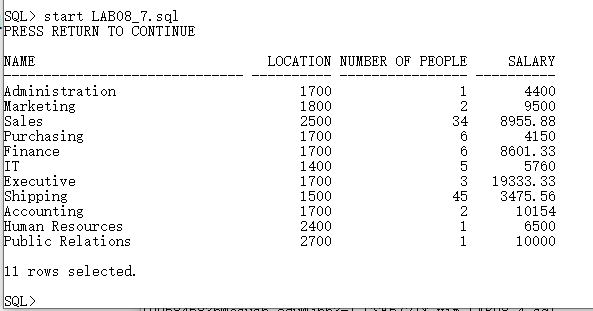 SQL> start LAB08_7.sql
PRESS RETURN TO CONTINUE
NAME LOCATION NUMBER OF PEOPLE SALARY
------------------------------ ---------- ---------------- ----------
Administration 1700 1 4400
Marketing 1800 2 9500
Sales 2500 34 8955.88
Purchasing 1700 6 4150
Finance 1700 6 8601.33
IT 1400 5 5760
Executive 1700 3 19333.33
Shipping 1500 45 3475.56
Accounting 1700 2 10154
Human Resources 2400 1 6500
Public Relations 2700 1 10000
11 rows selected.
SQL>